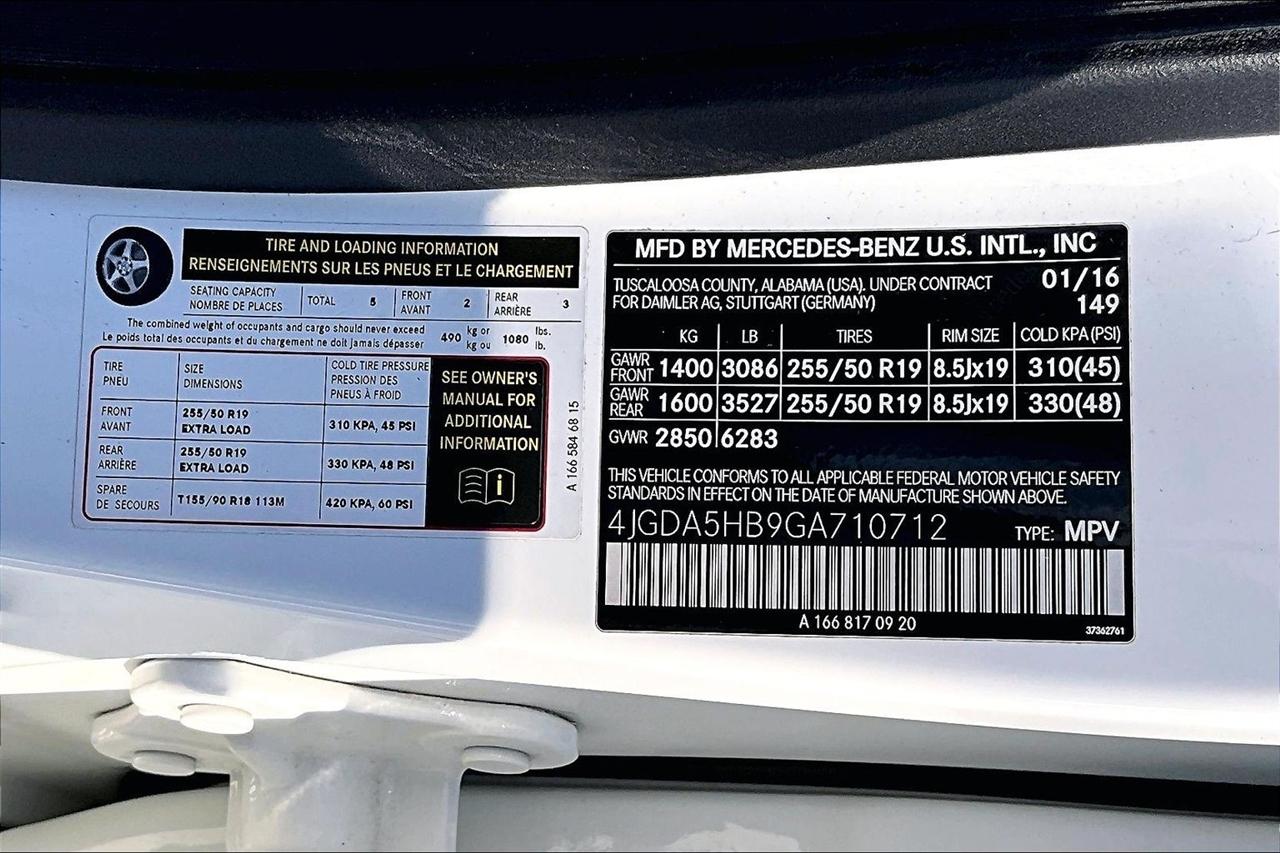 TIRE AND LOADING INFORMATION
RENSEIGNEMENTS SUR LES PNEUS ET LE CHARGEMENT
SEATING CAPACITY
NOMBRE DE PLACES
TOTAL 5
FRONT
AVANT
2
REAR
ARRIÈRE
3
The combined weight of occupants and cargo should never exceed
Le poids total des occupants et du chargement ne doit jamais dépasser
490 kg or
kg ou
1080 lbs.
lb.
TIRE
PNEU
SIZE
DIMENSIONS
COLD TIRE PRESSURE
PRESSION DES
PNEUS À FROID
FRONT
AVANT
255/50 R19
EXTRA LOAD
310 KPA, 45 PSI
REAR
ARRIÈRE
255/50 R19
EXTRA LOAD
330 KPA, 48 PSI
SPARE
DE SECOURS
T155/90 R18 113M
420 KPA, 60 PSI
SEE OWNER'S
MANUAL FOR
ADDITIONAL
INFORMATION
i
A 166 584 68 15
MFD BY MERCEDES-BENZ U.S. INTL., INC
TUSCALOOSA COUNTY, ALABAMA (USA). UNDER CONTRACT
FOR DAIMLER AG, STUTTGART (GERMANY)
01/16
149
KG LB TIRES RIM SIZE COLD KPA (PSI)
GAWR
FRONT
1400 3086 255/50 R19 8.5Jx19 310(45)
GAWR
REAR
1600 3527 255/50 R19 8.5Jx19 330(48)
GVWR 2850 6283
THIS VEHICLE CONFORMS TO ALL APPLICABLE FEDERAL MOTOR VEHICLE SAFETY
STANDARDS IN EFFECT ON THE DATE OF MANUFACTURE SHOWN ABOVE.
4JGDA5HB9GA710712 TYPE: MPV
A 166 817 09 20
37362761